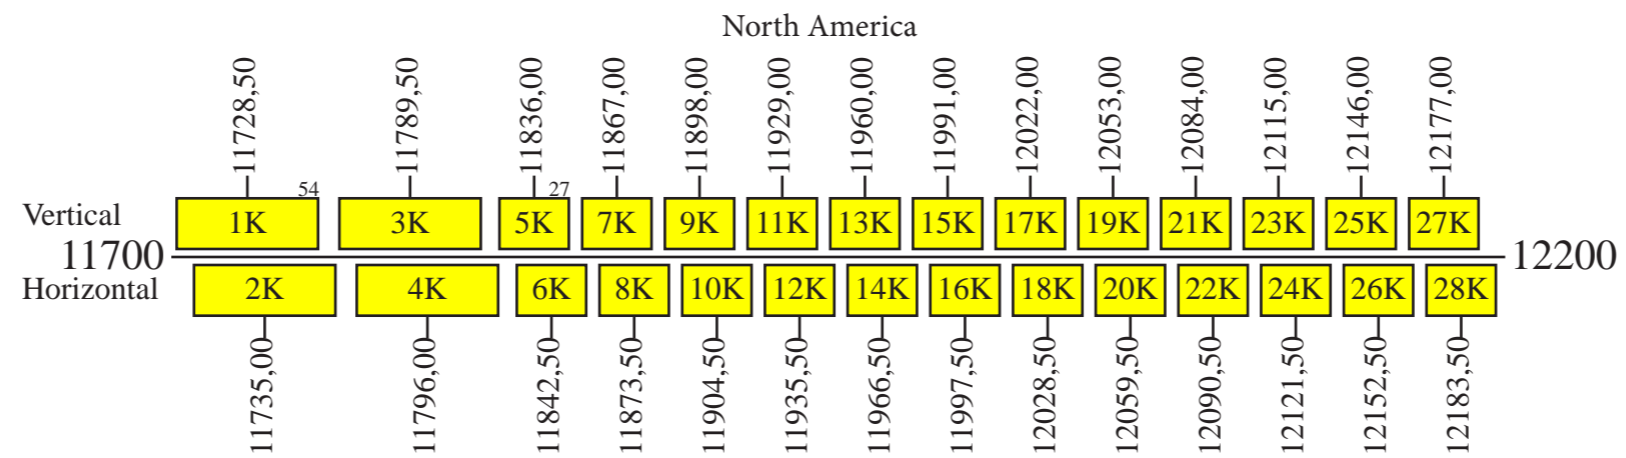 North America
11728,50 11789,50 11836,00 11867,00 11898,00 11929,00 11960,00 11991,00 12022,00 12053,00 12084,00 12115,00 12146,00 12177,00
54 27
Vertical 1K 3K 5K 7K 9K 11K 13K 15K 17K 19K 21K 23K 25K 27K
11700 12200
Horizontal 2K 4K 6K 8K 10K 12K 14K 16K 18K 20K 22K 24K 26K 28K
11735,00 11796,00 11842,50 11873,50 11904,50 11935,50 11966,50 11997,50 12028,50 12059,50 12090,50 12121,50 12152,50 12183,50